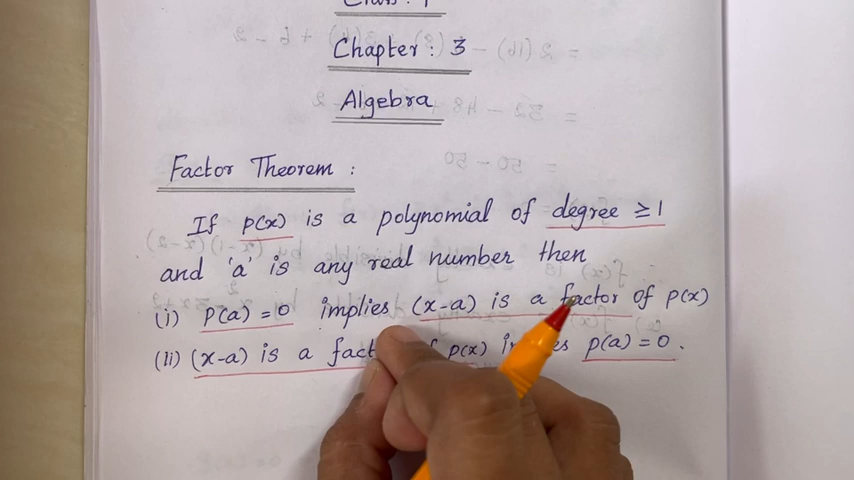 Chapter : 3
Algebra
Factor Theorem :
If p(x) is a polynomial of degree ≥ 1
and 'a' is any real number then
(i) P(a) = 0 implies (x-a) is a factor of p(x)
(ii) (x-a) is a p(x) p(a) = 0 .